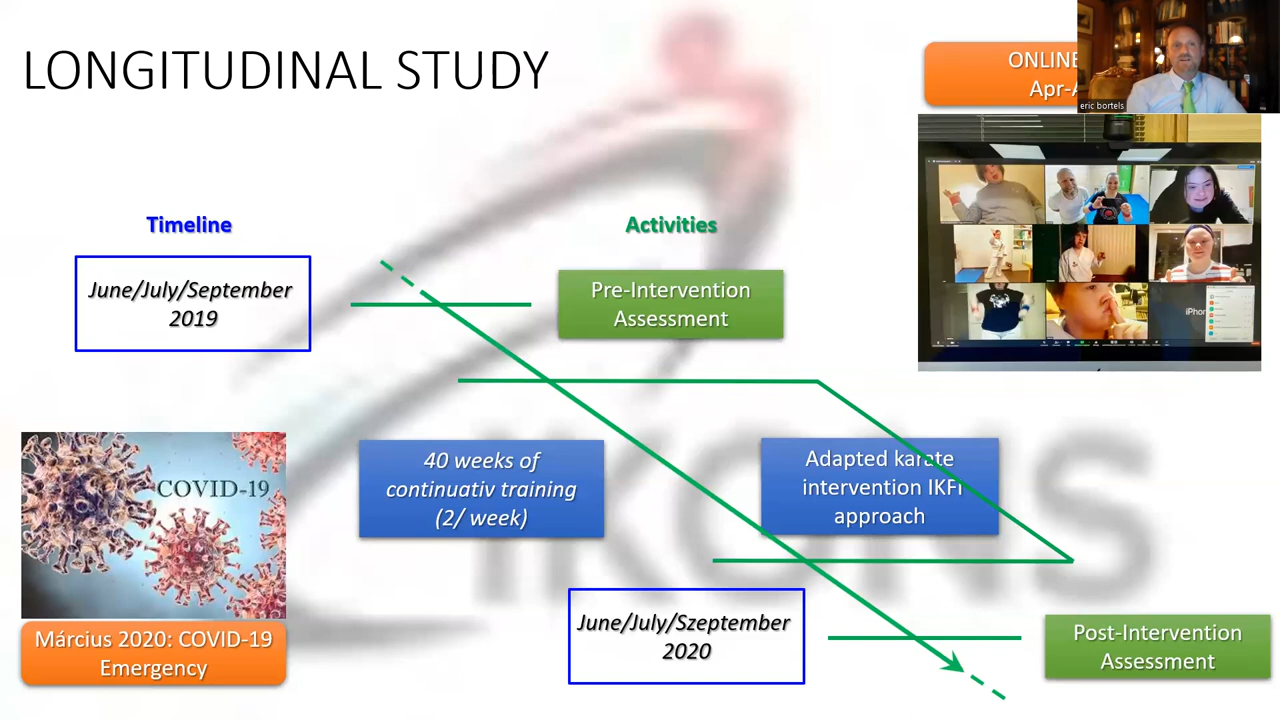 LONGITUDINAL STUDY
ONLINE
Apr-
eric bortels
Timeline
Activities
June/July/September
2019
Pre-Intervention
Assessment
iPhon
COVID-19
40 weeks of
continuativ training
(2/ week)
Adapted karate
intervention IKFI
approach
IKONS
June/July/Szeptember
2020
Március 2020: COVID-19
Emergency
Post-Intervention
Assessment